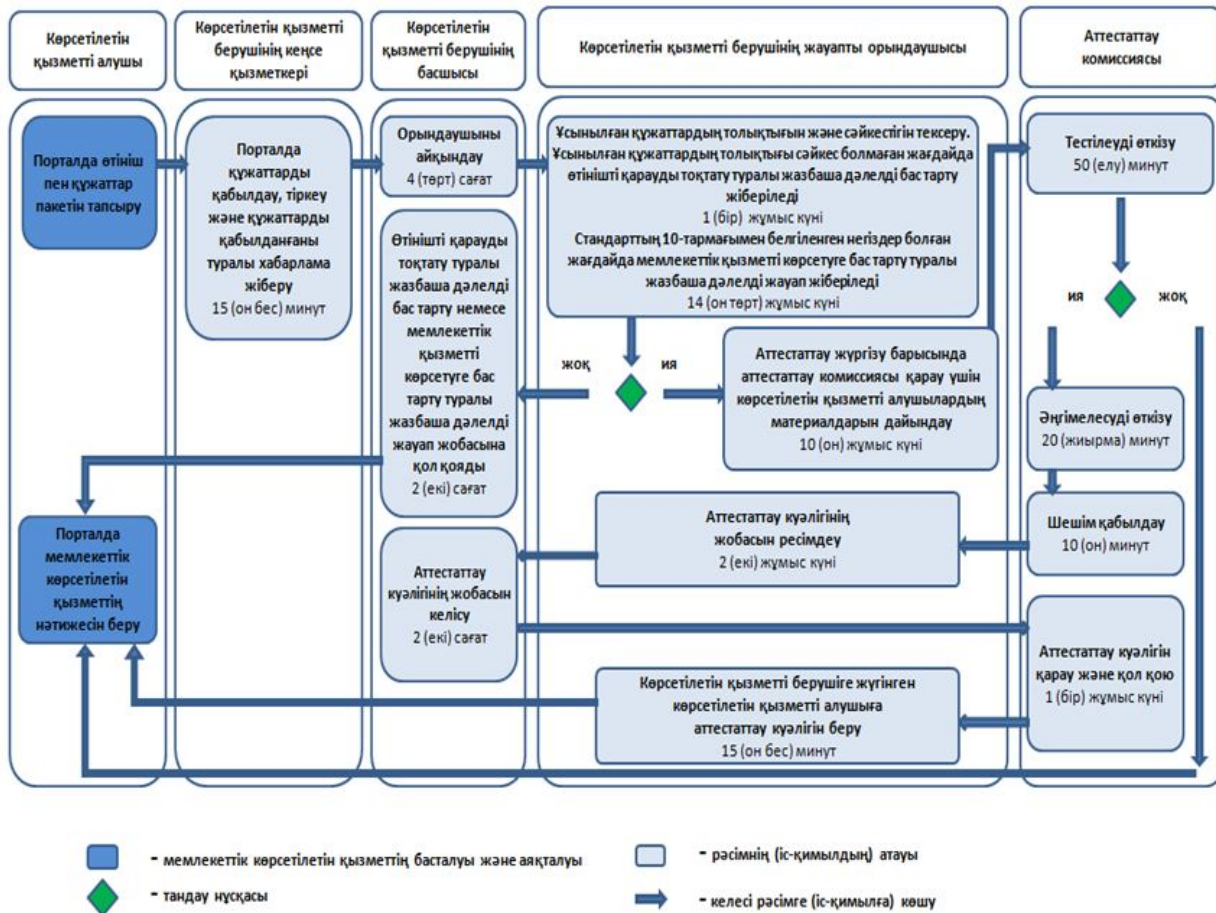 Көрсетілетін
қызметті алушы
Көрсетілетін қызметті
берушінің кеңсе
қызметкері
Көрсетілетін
қызметті берушінің
басшысы
Көрсетілетін қызметті берушінің жауапты орындаушысы
Аттестаттау
комиссиясы
Порталда өтініш
пен құжаттар
пакетін тапсыру
Порталда
құжаттарды
қабылдау, тіркеу
және құжаттарды
қабылданғаны
туралы хабарлама
жіберу
15 (он бес) минут
Орындаушыны
айқындау
4 (төрт) сағат
Ұсынылған құжаттардың толықтығын және сәйкестігін тексеру.
Ұсынылған құжаттардың толықтығы сәйкес болмаған жағдайда
өтінішті қарауды тоқтату туралы жазбаша дәлелді бас тарту
жіберіледі
1 (бір) жұмыс күні
Стандарттың 10-тармағымен белгіленген негіздер болған
жағдайда мемлекеттік қызметті көрсетуге бас тарту туралы
жазбаша дәлелді жауап жіберіледі
14 (он төрт) жұмыс күні
Тестілеуді өткізу
50 (елу) минут
ия
жоқ
Өтінішті қарауды
тоқтату туралы
жазбаша дәлелді
бас тарту немесе
мемлекеттік
қызметті
көрсетуге бас
тарту туралы
жазбаша дәлелді
жауап жобасына
қол қояды
2 (екі) сағат
жоқ
ия
Аттестаттау жүргізу барысында
аттестаттау комиссиясы қарау үшін
көрсетілетін қызметті алушылардың
материалдарын дайындау
10 (он) жұмыс күні
Әңгімелесуді өткізу
20 (жиырма) минут
Шешім қабылдау
10 (он) минут
Аттестаттау куәлігінің
жобасын ресімдеу
2 (екі) жұмыс күні
Порталда
мемлекеттік
көрсетілетін
қызметтің
нәтижесін беру
Аттестаттау
куәлігінің жобасын
келісу
2 (екі) сағат
Аттестаттау куәлігін
қарау және қол қою
1 (бір) жұмыс күні
Көрсетілетін қызметті берушіге жүгінген
көрсетілетін қызметті алушыға
аттестаттау куәлігін беру
15 (он бес) минут
- мемлекеттік көрсетілетін қызметтің басталуы және аяқталуы
- рәсімнің (іс-қимылдың) атауы
- таңдау нұсқасы
- келесі рәсімге (іс-қимылға) көшу